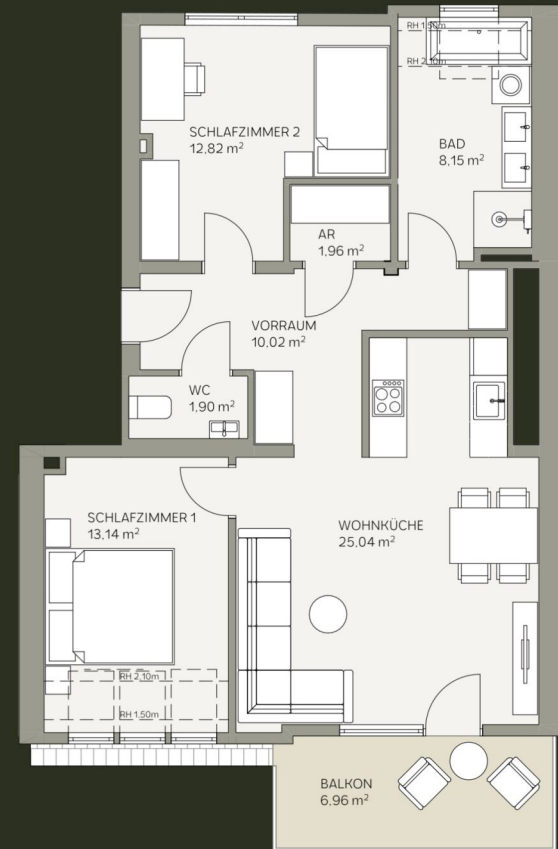 RH 1,50m
RH 2,10m
SCHLAFZIMMER 2
12,82 m²
BAD
8,15 m²
AR
1,96 m²
VORRAUM
10,02 m²
WC
1,90 m²
SCHLAFZIMMER 1
13,14 m²
WOHNKÜCHE
25,04 m²
RH 2,10m
RH 1,50m
BALKON
6,96 m²